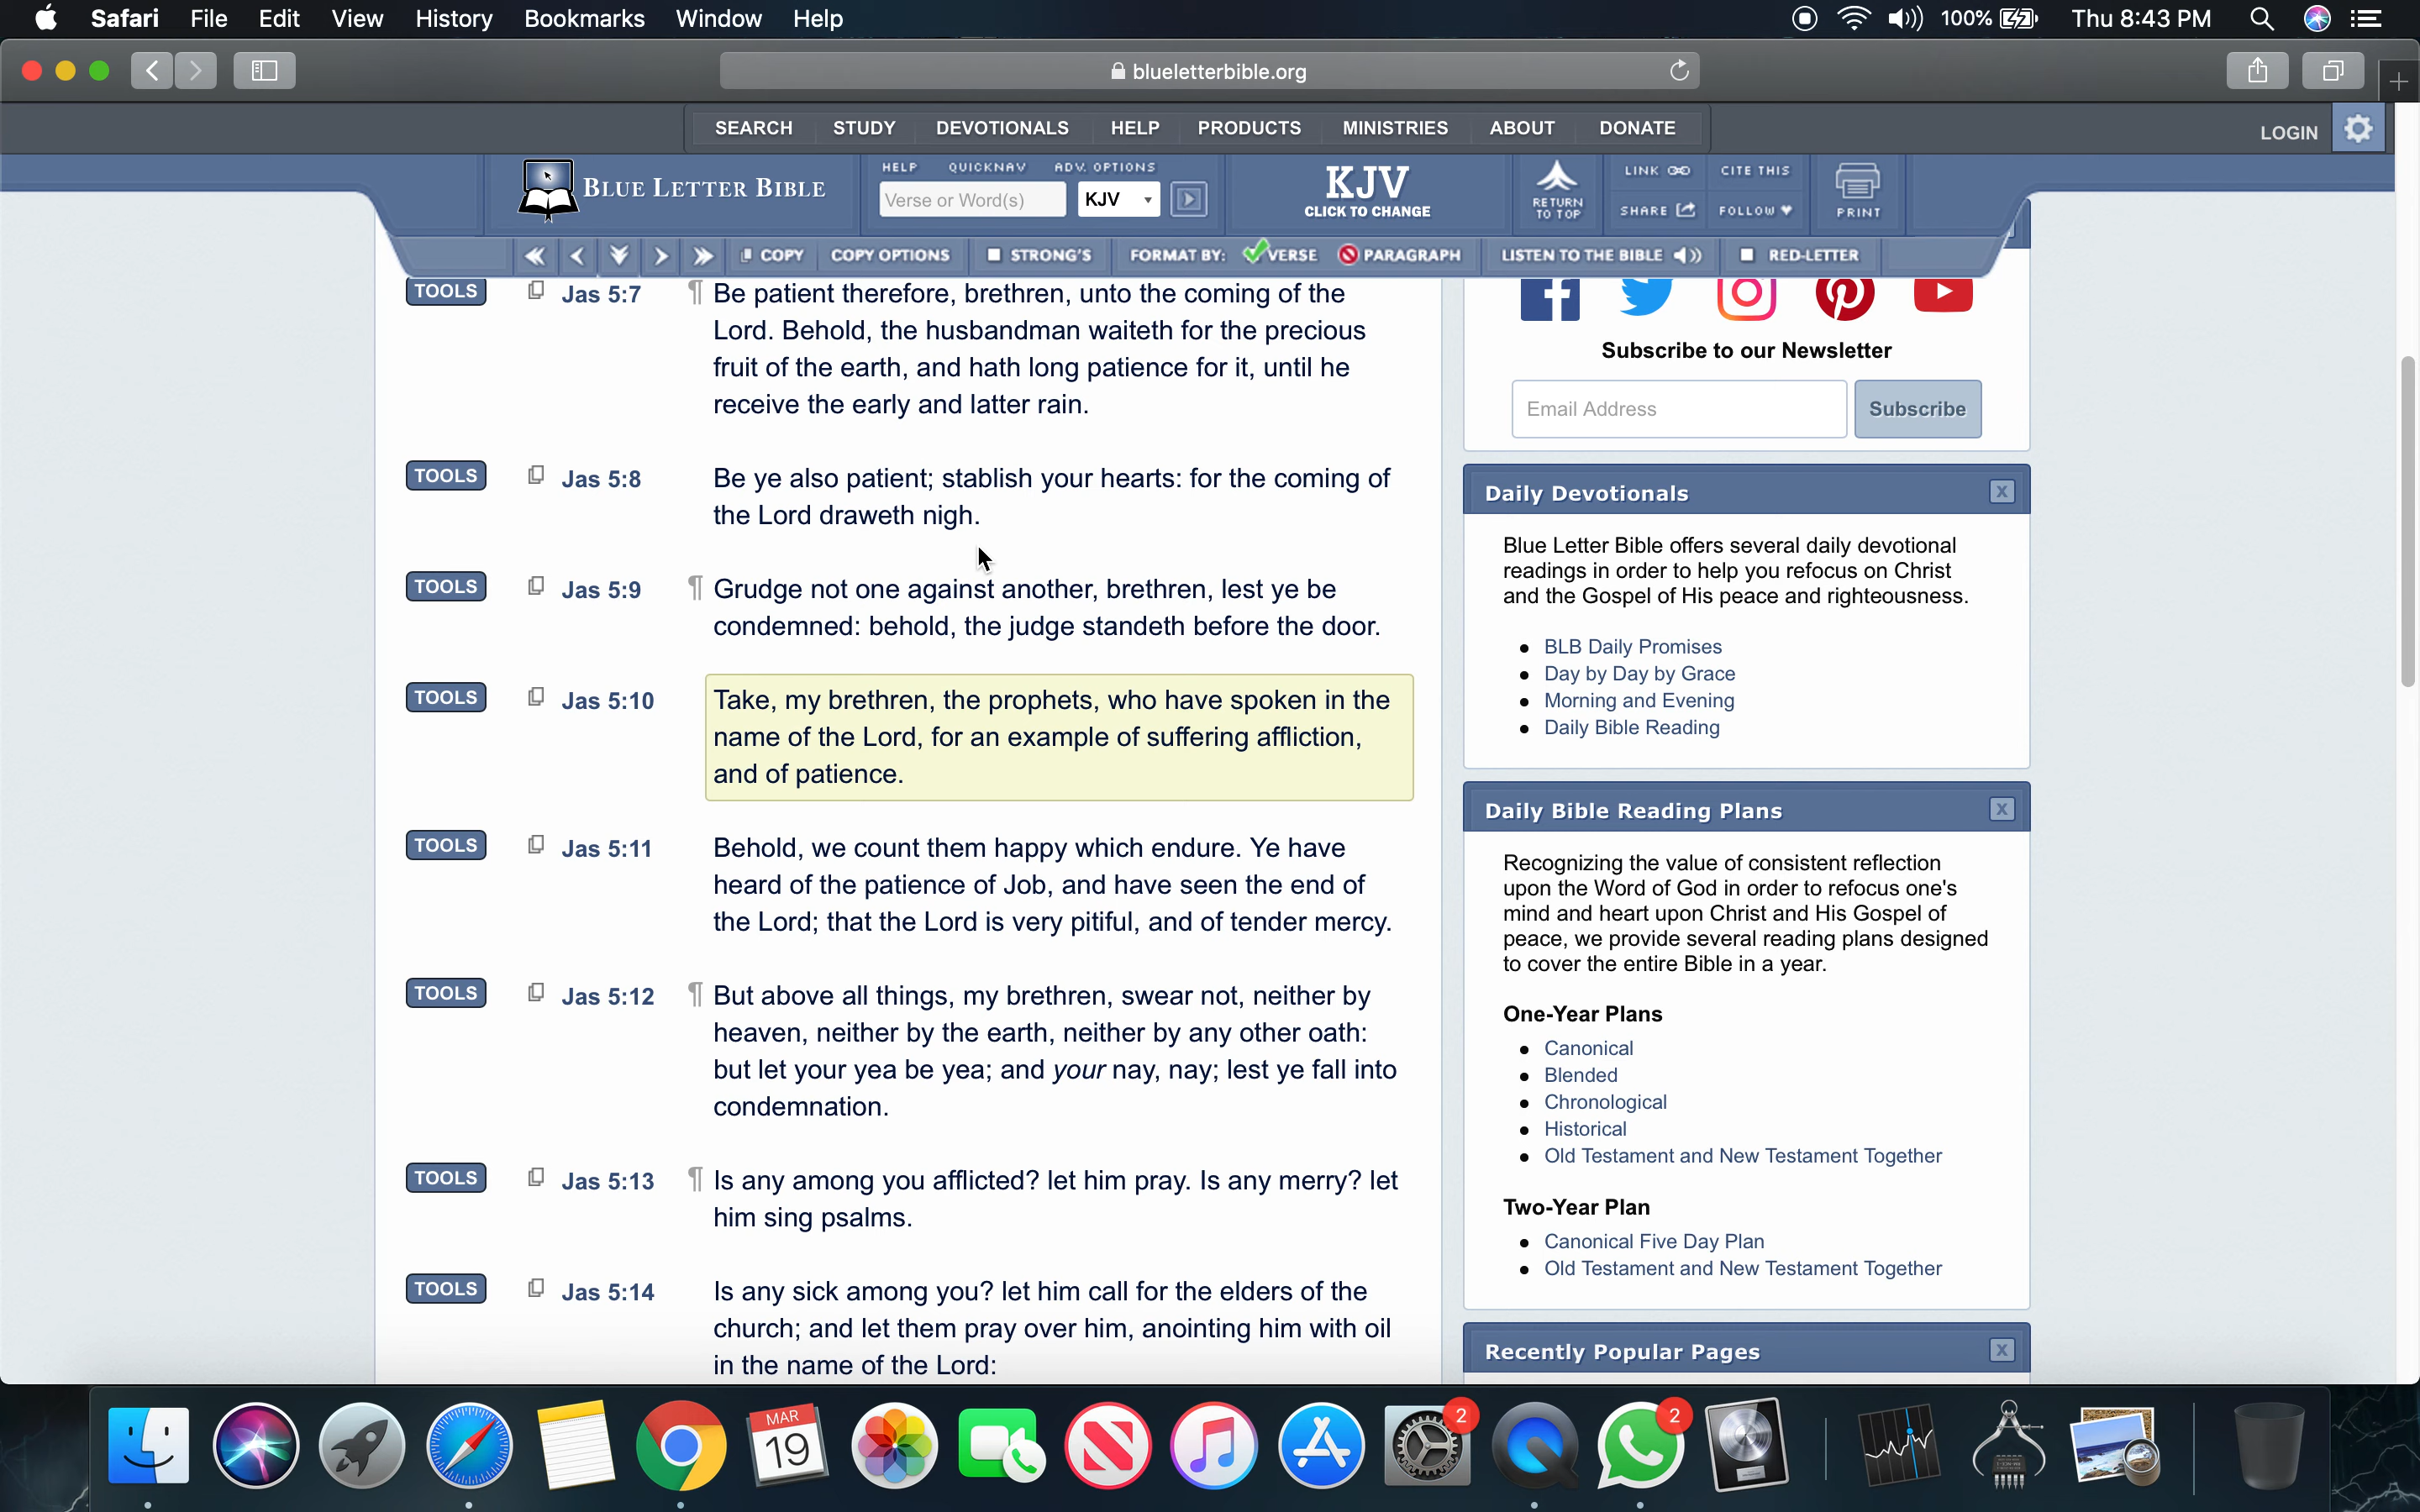 Safari File Edit View History Bookmarks Window Help 100% Thu 8:43 PM
blueletterbible.org
SEARCH STUDY DEVOTIONALS HELP PRODUCTS MINISTRIES ABOUT DONATE LOGIN
HELP QUICKNAV ADV. OPTIONS
BLUE LETTER BIBLE
Verse or Word(s) KJV
KJV
CLICK TO CHANGE
RETURN
TO TOP
LINK CITE THIS
SHARE FOLLOW
PRINT
COPY COPY OPTIONS STRONG'S FORMAT BY: VERSE PARAGRAPH LISTEN TO THE BIBLE RED-LETTER
TOOLS Jas 5:7 ¶ Be patient therefore, brethren, unto the coming of the
Lord. Behold, the husbandman waiteth for the precious
fruit of the earth, and hath long patience for it, until he
receive the early and latter rain.
TOOLS Jas 5:8 Be ye also patient; stablish your hearts: for the coming of
the Lord draweth nigh.
TOOLS Jas 5:9 ¶ Grudge not one against another, brethren, lest ye be
condemned: behold, the judge standeth before the door.
TOOLS Jas 5:10 Take, my brethren, the prophets, who have spoken in the
name of the Lord, for an example of suffering affliction,
and of patience.
TOOLS Jas 5:11 Behold, we count them happy which endure. Ye have
heard of the patience of Job, and have seen the end of
the Lord; that the Lord is very pitiful, and of tender mercy.
TOOLS Jas 5:12 ¶ But above all things, my brethren, swear not, neither by
heaven, neither by the earth, neither by any other oath:
but let your yea be yea; and your nay, nay; lest ye fall into
condemnation.
TOOLS Jas 5:13 ¶ Is any among you afflicted? let him pray. Is any merry? let
him sing psalms.
TOOLS Jas 5:14 Is any sick among you? let him call for the elders of the
church; and let them pray over him, anointing him with oil
in the name of the Lord:
Subscribe to our Newsletter
Email Address Subscribe
Daily Devotionals X
Blue Letter Bible offers several daily devotional
readings in order to help you refocus on Christ
and the Gospel of His peace and righteousness.
BLB Daily Promises
Day by Day by Grace
Morning and Evening
Daily Bible Reading
Daily Bible Reading Plans X
Recognizing the value of consistent reflection
upon the Word of God in order to refocus one's
mind and heart upon Christ and His Gospel of
peace, we provide several reading plans designed
to cover the entire Bible in a year.
One-Year Plans
Canonical
Blended
Chronological
Historical
Old Testament and New Testament Together
Two-Year Plan
Canonical Five Day Plan
Old Testament and New Testament Together
Recently Popular Pages X
MAR
19
2
2